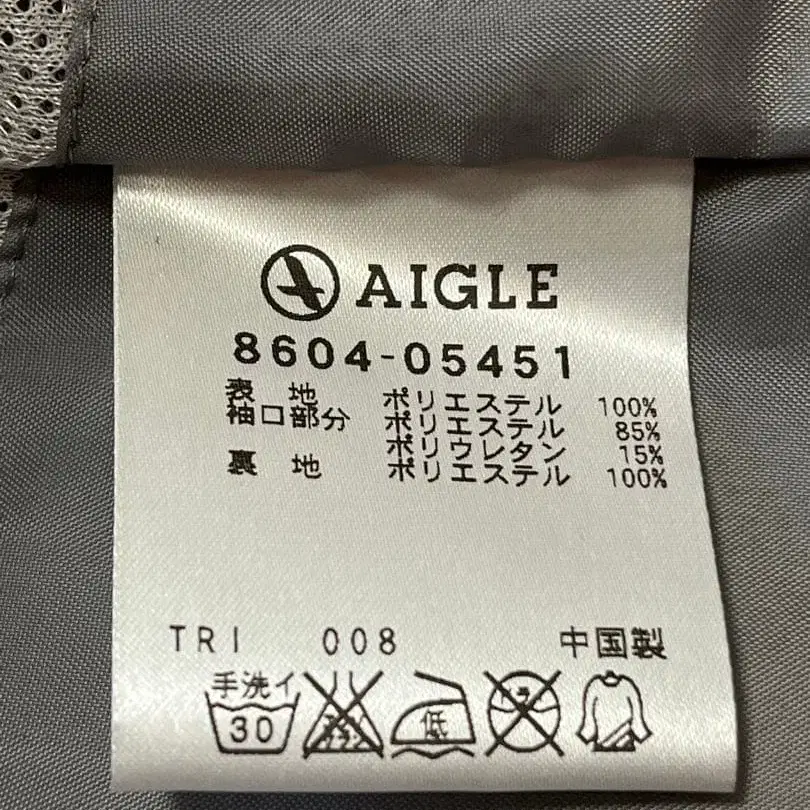 AIGLE
8604-05451
表 地 ポリエステル 100%
袖口部分 ポリエステル 85%
ポリウレタン 15%
裏 地 ポリエステル 100%
TRI 008 中国製
手洗イ
30
低